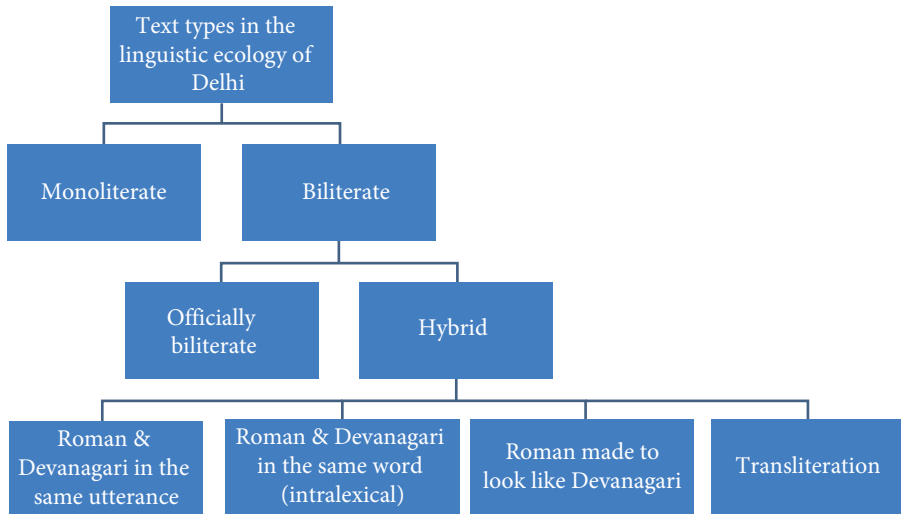 Text types in the
linguistic ecology of
Delhi
Monoliterate
Biliterate
Officially
biliterate
Hybrid
Roman &
Devanagari in the
same utterance
Roman & Devanagari
in the same word
(intralexical)
Roman made to
look like Devanagari
Transliteration